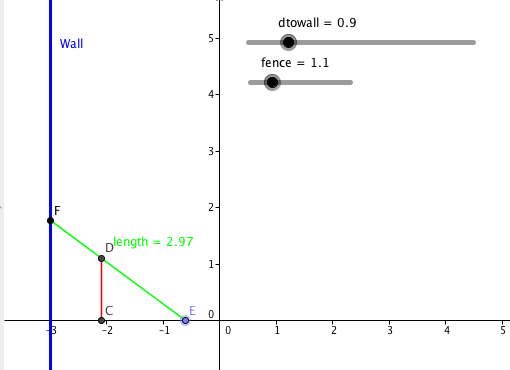 dtowall = 0.9
5
Wall
fence = 1.1
4
3
F
2
D
length = 2.97
1
C
E
0
-3
-2
-1
0
1
2
3
4
5